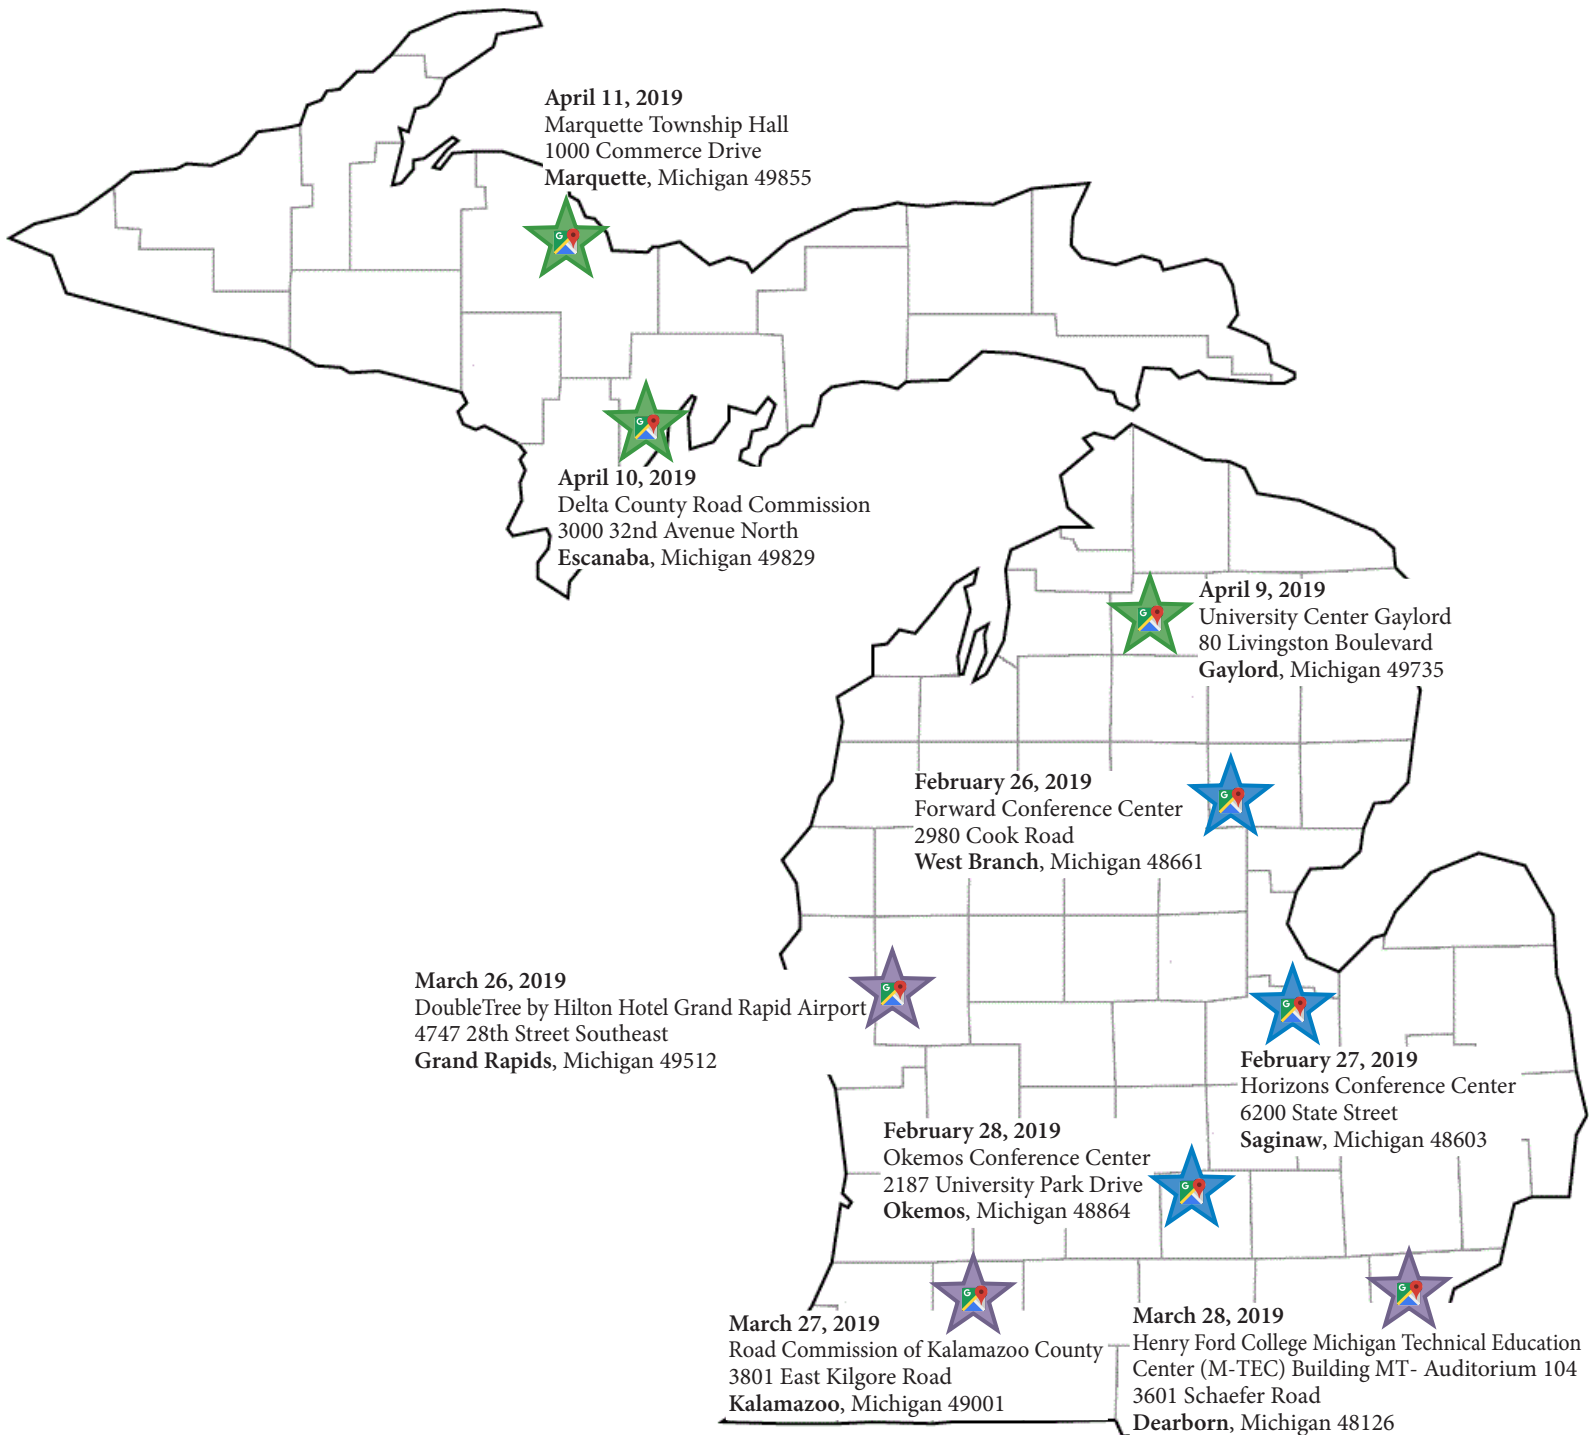 April 11, 2019
Marquette Township Hall
1000 Commerce Drive
Marquette, Michigan 49855
April 10, 2019
Delta County Road Commission
3000 32nd Avenue North
Escanaba, Michigan 49829
April 9, 2019
University Center Gaylord
80 Livingston Boulevard
Gaylord, Michigan 49735
February 26, 2019
Forward Conference Center
2980 Cook Road
West Branch, Michigan 48661
March 26, 2019
DoubleTree by Hilton Hotel Grand Rapid Airport
4747 28th Street Southeast
Grand Rapids, Michigan 49512
February 27, 2019
Horizons Conference Center
6200 State Street
Saginaw, Michigan 48603
February 28, 2019
Okemos Conference Center
2187 University Park Drive
Okemos, Michigan 48864
March 27, 2019
Road Commission of Kalamazoo County
3801 East Kilgore Road
Kalamazoo, Michigan 49001
March 28, 2019
Henry Ford College Michigan Technical Education
Center (M-TEC) Building MT- Auditorium 104
3601 Schaefer Road
Dearborn, Michigan 48126
G
G
G
G
G
G
G
G
G